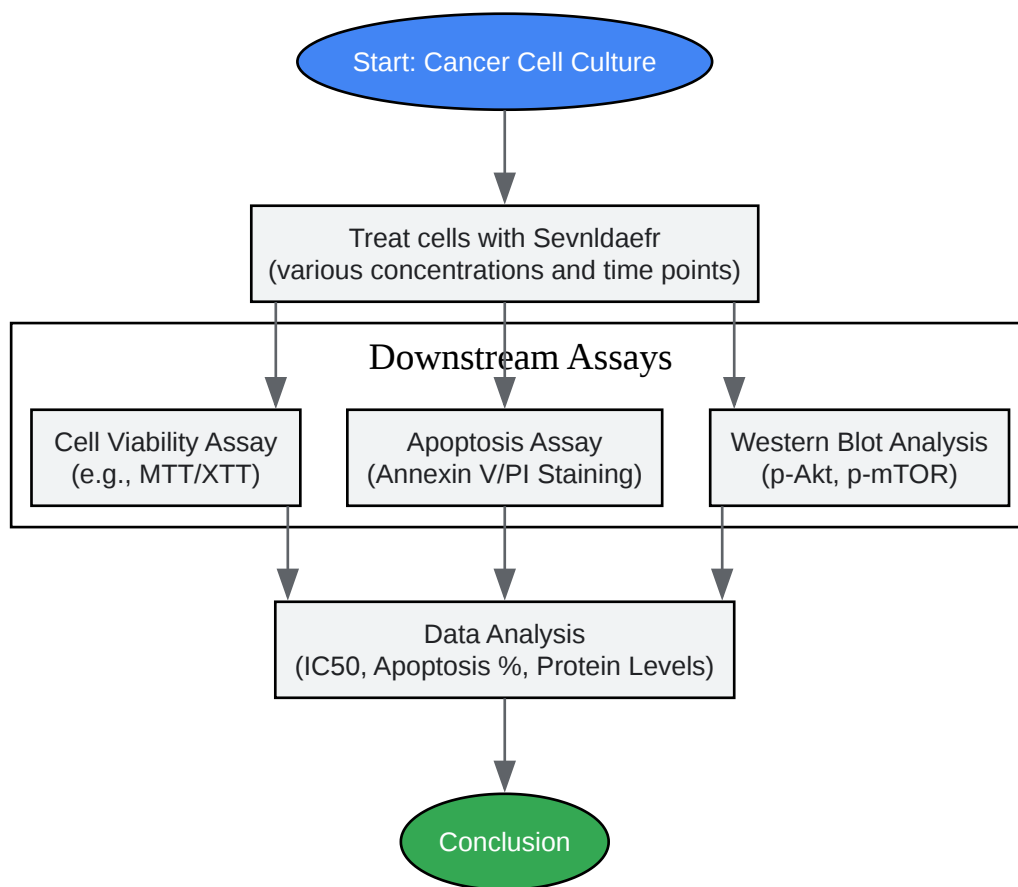 Start: Cancer Cell Culture
Treat cells with Sevnldaefr
(various concentrations and time points)
Downstream Assays
Cell Viability Assay
(e.g., MTT/XTT)
Apoptosis Assay
(Annexin V/PI Staining)
Western Blot Analysis
(p-Akt, p-mTOR)
Data Analysis
(IC50, Apoptosis %, Protein Levels)
Conclusion